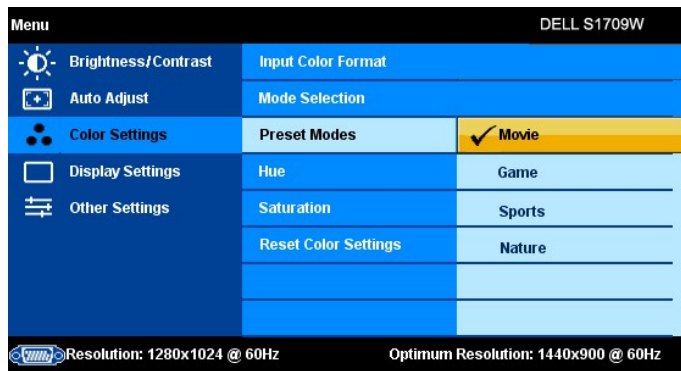 Menu DELL S1709W
Brightness/Contrast Input Color Format
Auto Adjust Mode Selection
Color Settings Preset Modes Movie
Display Settings Hue Game
Other Settings Saturation Sports
Reset Color Settings Nature
Resolution: 1280x1024 @ 60Hz Optimum Resolution: 1440x900 @ 60Hz